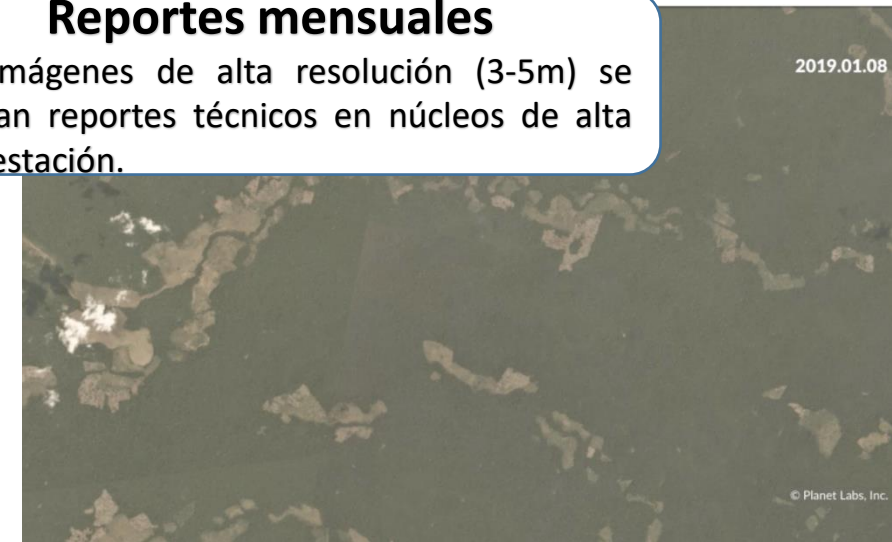 Reportes mensuales
mágenes de alta resolución (3-5m) se
an reportes técnicos en núcleos de alta
estación.
2019.01.08
© Planet Labs, Inc.